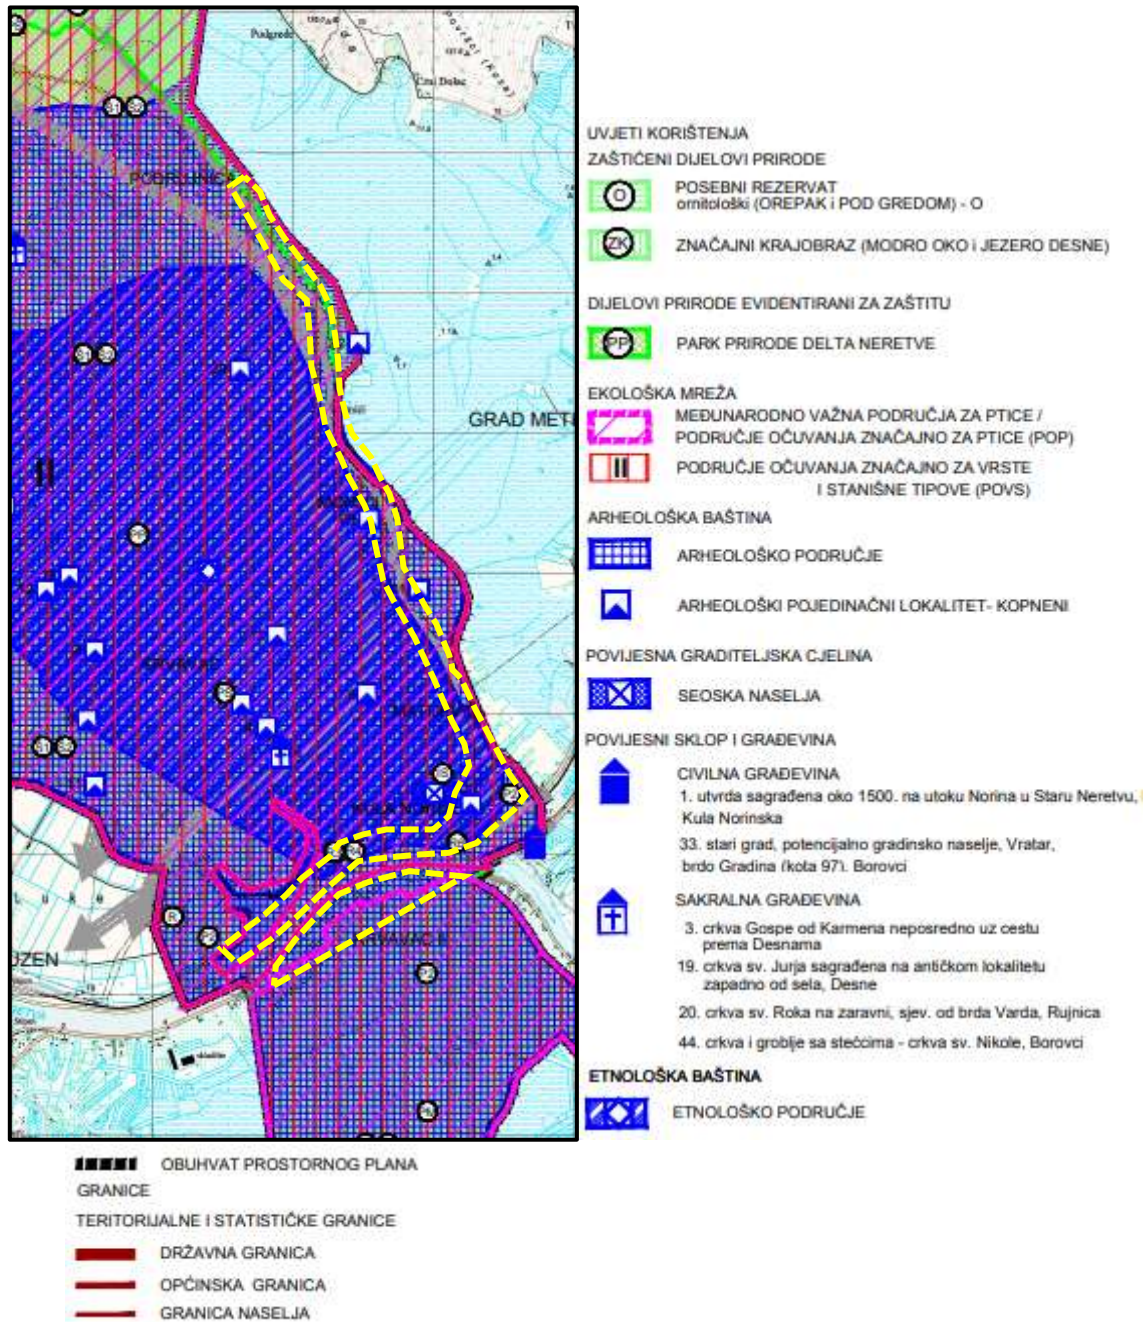 Podgrede
Crni Dolac
PODRUJNICA
GRAD MET
UZEN
UVJETI KORIŠTENJA
ZAŠTIĆENI DIJELOVI PRIRODE
O
POSEBNI REZERVAT
ornitološki (OREPAK i POD GREDOM) - O
ZK
ZNAČAJNI KRAJOBRAZ (MODRO OKO i JEZERO DESNE)
DIJELOVI PRIRODE EVIDENTIRANI ZA ZAŠTITU
PP
PARK PRIRODE DELTA NERETVE
EKOLOŠKA MREŽA
MEĐUNARODNO VAŽNA PODRUČJA ZA PTICE /
PODRUČJE OČUVANJA ZNAČAJNO ZA PTICE (POP)
II
PODRUČJE OČUVANJA ZNAČAJNO ZA VRSTE
I STANIŠNE TIPOVE (POVS)
ARHEOLOŠKA BAŠTINA
ARHEOLOŠKO PODRUČJE
ARHEOLOŠKI POJEDINAČNI LOKALITET- KOPNENI
POVIJESNA GRADITELJSKA CJELINA
SEOSKA NASELJA
POVIJESNI SKLOP I GRAĐEVINA
CIVILNA GRAĐEVINA
1. utvrda sagrađena oko 1500. na utoku Norina u Staru Neretvu,
Kula Norinska
33. stari grad, potencijalno gradinsko naselje, Vratar,
brdo Gradina (kota 97). Borovci
SAKRALNA GRAĐEVINA
3. crkva Gospe od Karmena neposredno uz cestu
prema Desnama
19. crkva sv. Jurja sagrađena na antičkom lokalitetu
zapadno od sela, Desne
20. crkva sv. Roka na zaravni, sjev. od brda Varda, Rujnica
44. crkva i groblje sa stećcima - crkva sv. Nikole, Borovci
ETNOLOŠKA BAŠTINA
ETNOLOŠKO PODRUČJE
OBUHVAT PROSTORNOG PLANA
GRANICE
TERITORIJALNE I STATISTIČKE GRANICE
DRŽAVNA GRANICA
OPĆINSKA GRANICA
GRANICA NASELJA